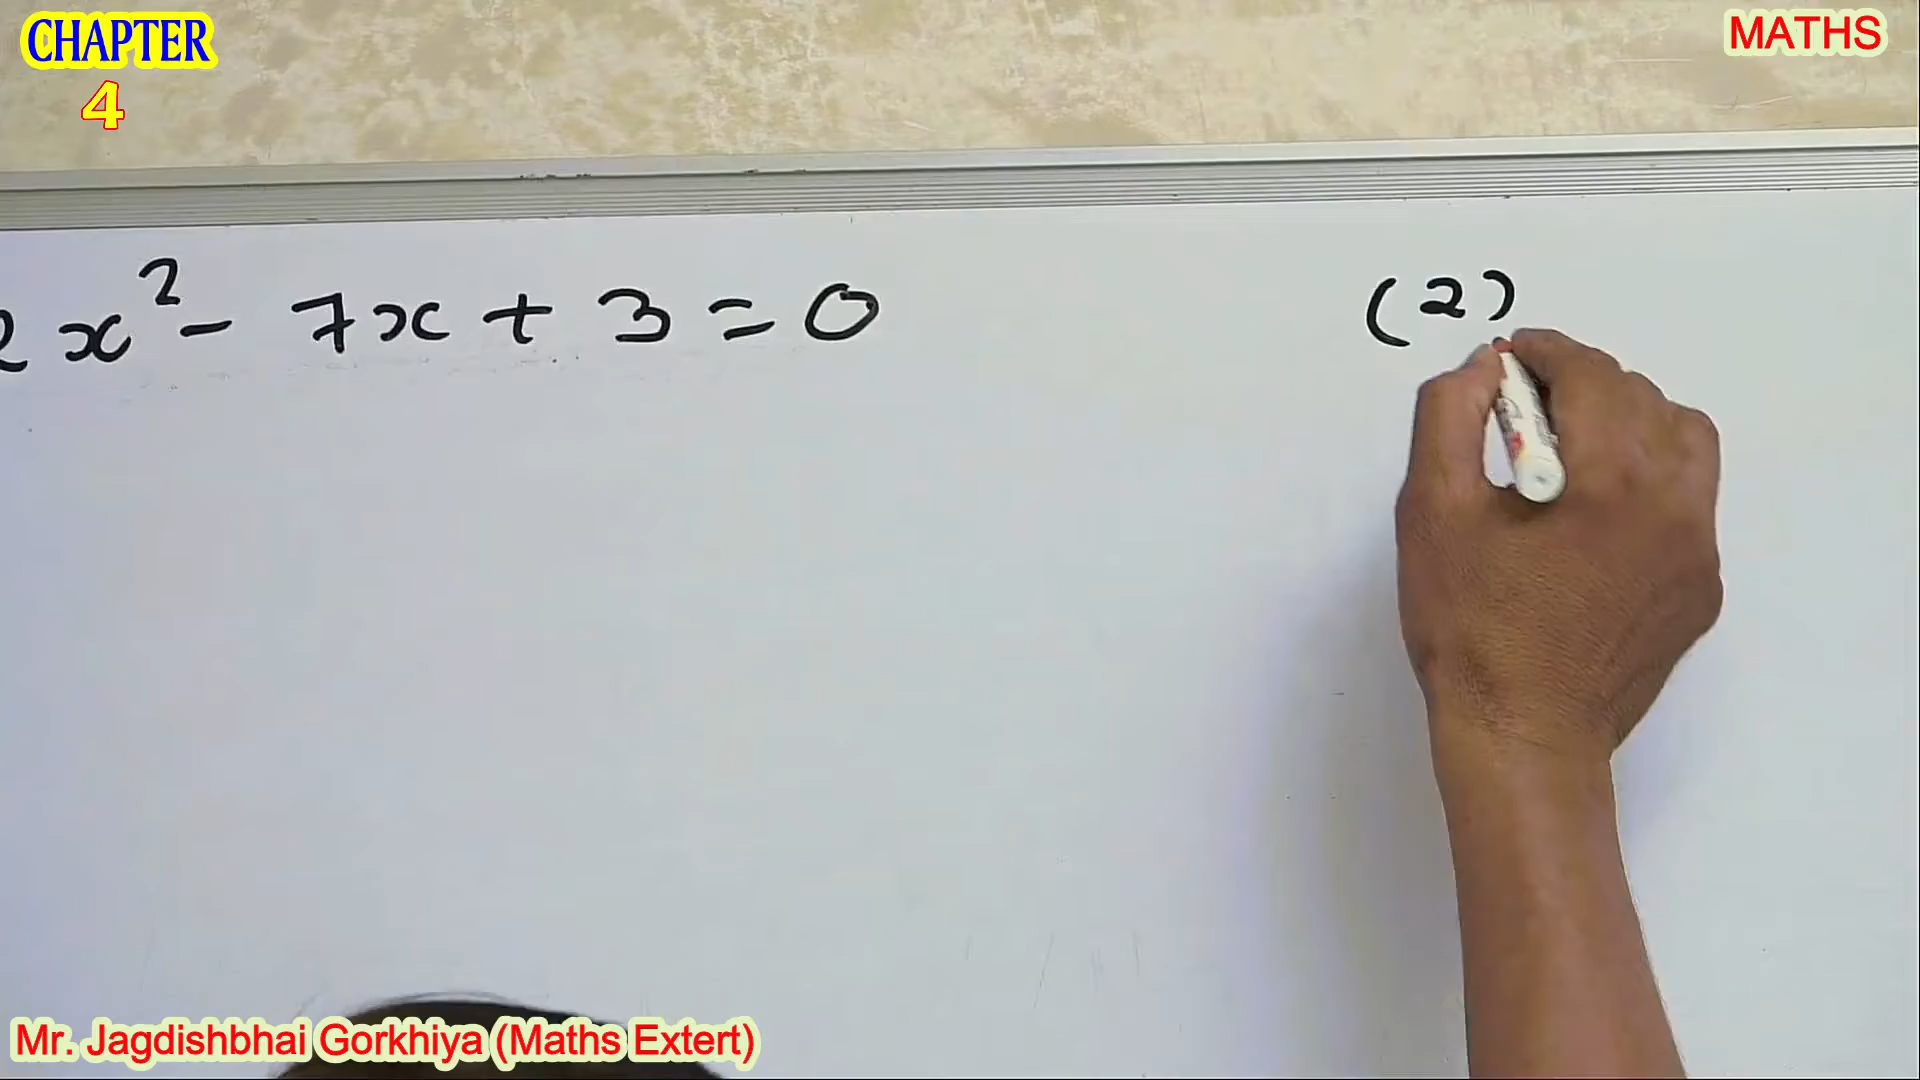 CHAPTER
4
MATHS
2x² - 7x + 3 = 0
(2)
Mr. Jagdishbhai Gorkhiya (Maths Extert)